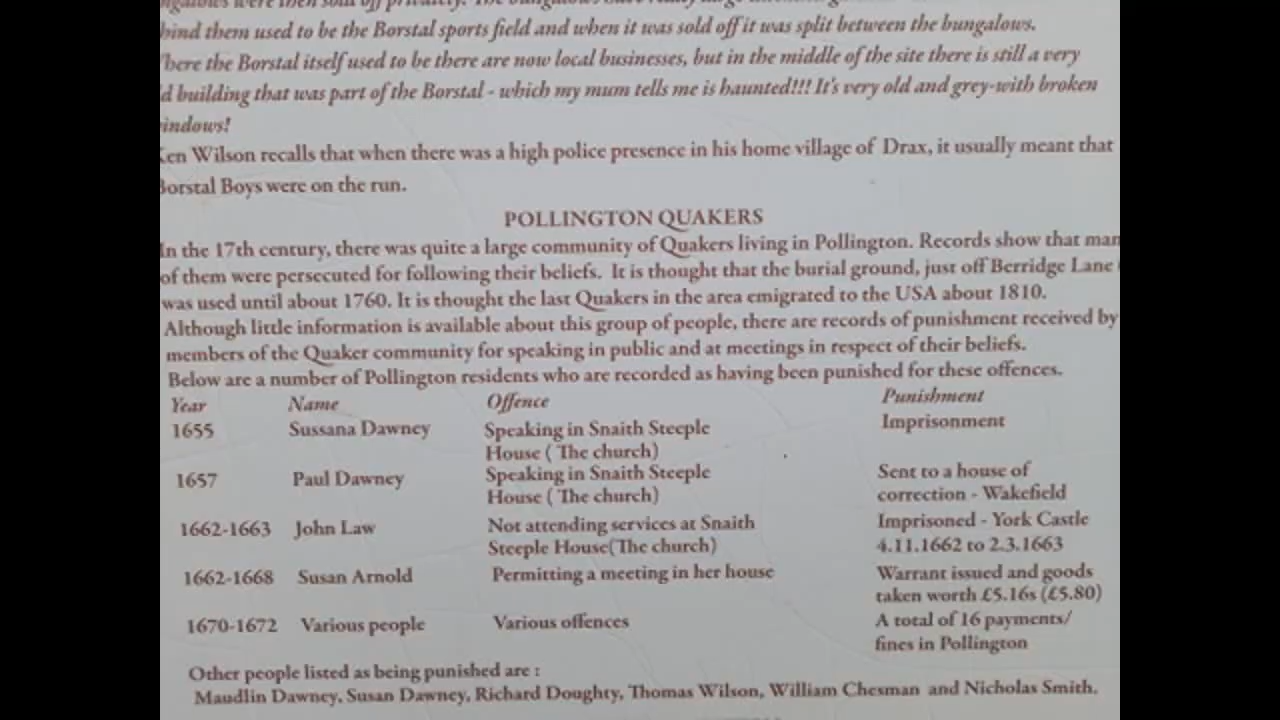 bind them used to be the Borstal sports field and when it was sold off it was split between the bungalows.
here the Borstal itself used to be there are now local businesses, but in the middle of the site there is still a very
d building that was part of the Borstal - which my mum tells me is haunted!!! It's very old and grey-with broken
indows!
Ken Wilson recalls that when there was a high police presence in his home village of Drax, it usually meant that
Borstal Boys were on the run.
POLLINGTON QUAKERS
In the 17th century, there was quite a large community of Quakers living in Pollington. Records show that man
of them were persecuted for following their beliefs. It is thought that the burial ground, just off Berridge Lane
was used until about 1760. It is thought the last Quakers in the area emigrated to the USA about 1810.
Although little information is available about this group of people, there are records of punishment received by
members of the Quaker community for speaking in public and at meetings in respect of their beliefs.
Below are a number of Pollington residents who are recorded as having been punished for these offences.
Year Name Offence Punishment
1655 Sussana Dawney Speaking in Snaith Steeple Imprisonment
House ( The church)
1657 Paul Dawney Speaking in Snaith Steeple Sent to a house of
House ( The church) correction - Wakefield
1662-1663 John Law Not attending services at Snaith Imprisoned - York Castle
Steeple House(The church) 4.11.1662 to 2.3.1663
1662-1668 Susan Arnold Permitting a meeting in her house Warrant issued and goods
taken worth £5.16s (£5.80)
1670-1672 Various people Various offences A total of 16 payments/
fines in Pollington
Other people listed as being punished are :
Maudlin Dawney, Susan Dawney, Richard Doughty, Thomas Wilson, William Chesman and Nicholas Smith.